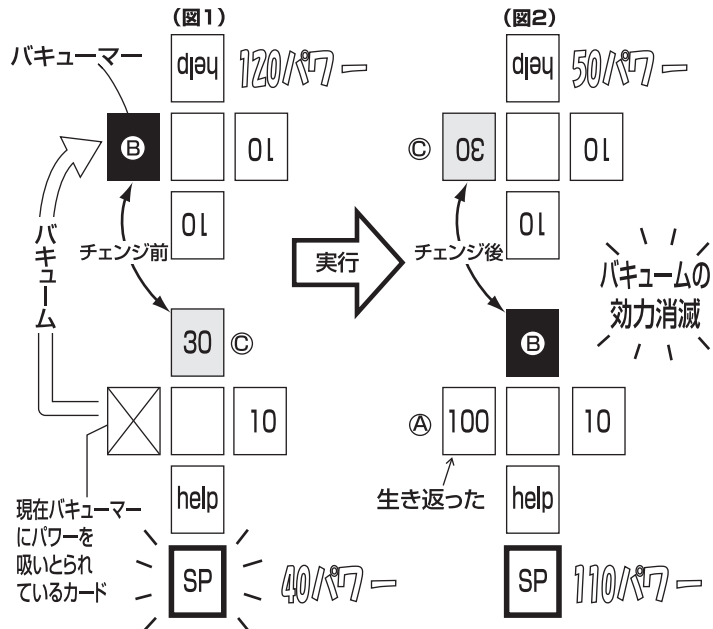 (図1)
help
120パワー
バキューマー
B
10
10
チェンジ前
バキューム
30 C
10
現在バキューマー
にパワーを
吸いとられ
ているカード
help
SP
40パワー
実行
(図2)
help
50パワー
C 30
10
10
チェンジ後
バキュームの
効力消滅
B
A 100
10
生き返った
help
SP
110パワー